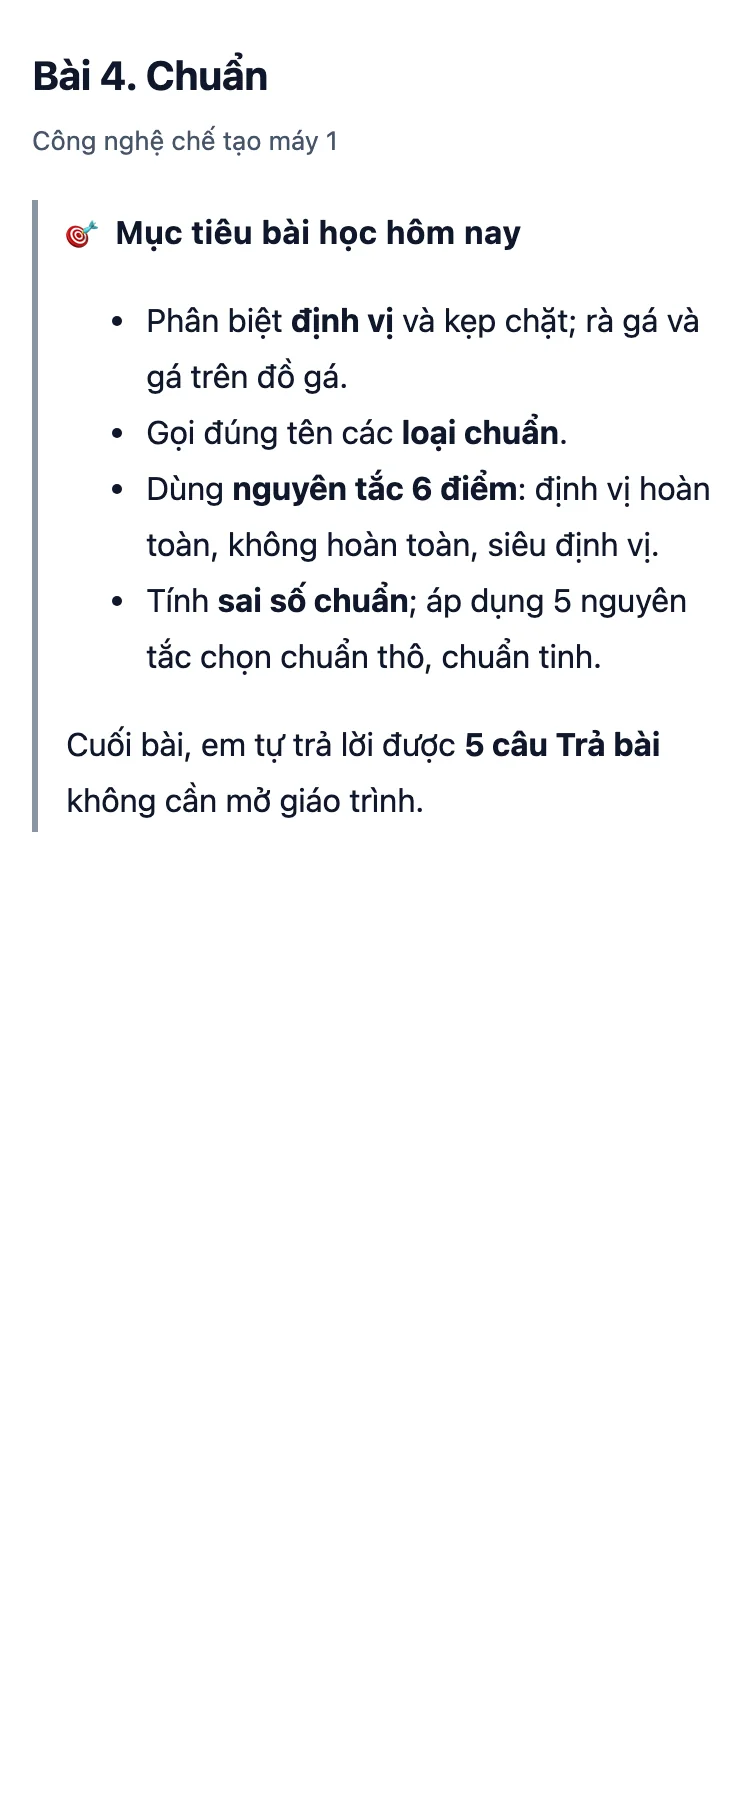 Bài 4. Chuẩn
Công nghệ chế tạo máy 1
🎯 Mục tiêu bài học hôm nay
• Phân biệt định vị và kẹp chặt; rà gá và
gá trên đồ gá.
• Gọi đúng tên các loại chuẩn.
• Dùng nguyên tắc 6 điểm: định vị hoàn
toàn, không hoàn toàn, siêu định vị.
• Tính sai số chuẩn; áp dụng 5 nguyên
tắc chọn chuẩn thô, chuẩn tinh.
Cuối bài, em tự trả lời được 5 câu Trả bài
không cần mở giáo trình.